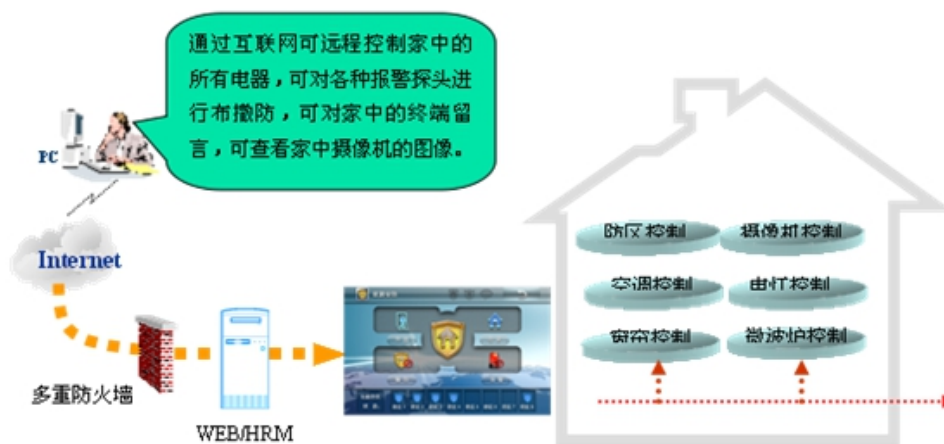 通过互联网可远程控制家中的
所有电器，可对各种报警探头进
行布撤防，可对家中的终端留
言，可查看家中摄像机的图像。
PC
Internet
多重防火墙
WEB/HRM
防区控制
摄像机控制
空调控制
电灯控制
窗帘控制
微波炉控制